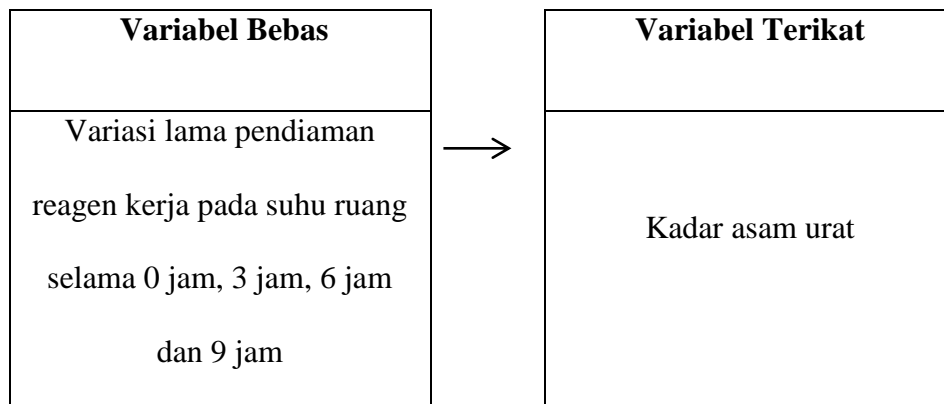 Variabel Bebas
Variasi lama pendiaman
reagen kerja pada suhu ruang
selama 0 jam, 3 jam, 6 jam
dan 9 jam
Variabel Terikat
Kadar asam urat